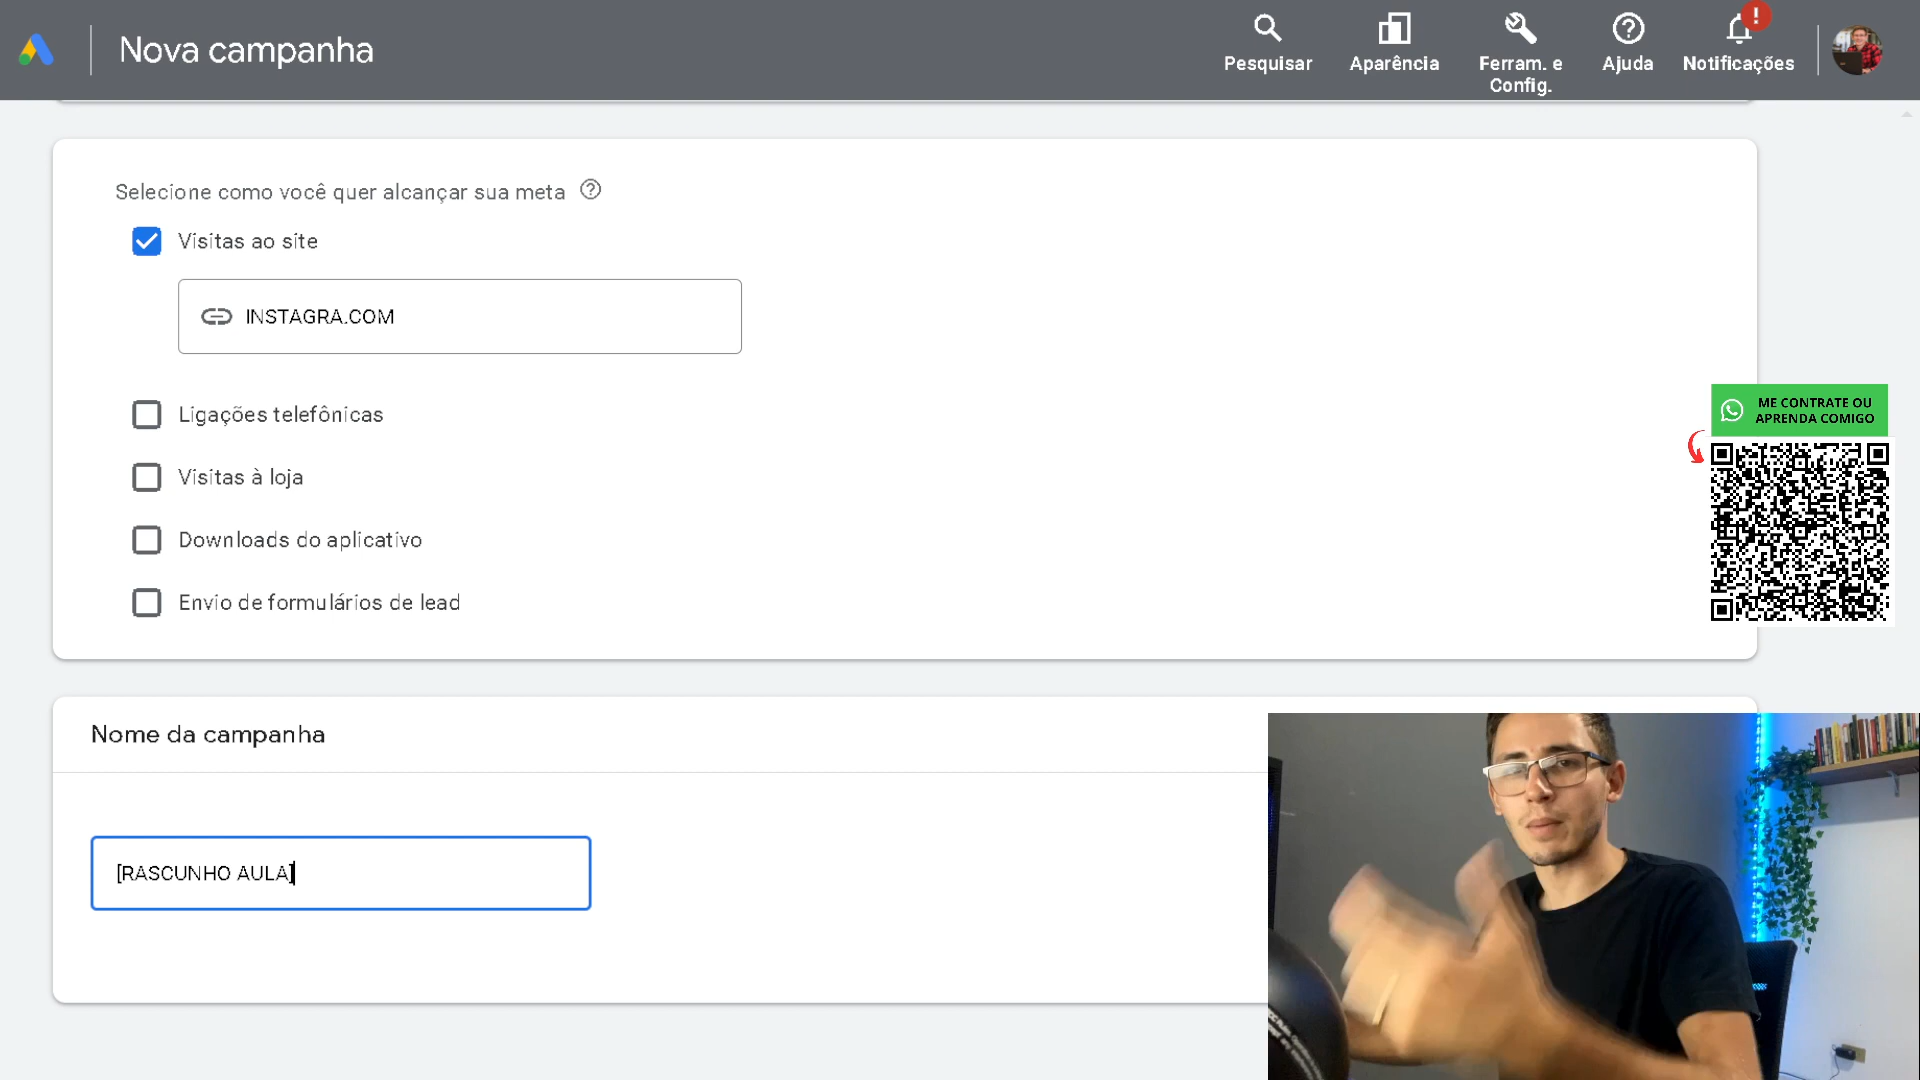 Nova campanha
Pesquisar
Aparência
Ferram. e
Config.
Ajuda
Notificações
Selecione como você quer alcançar sua meta
Visitas ao site
INSTAGRA.COM
Ligações telefônicas
Visitas à loja
Downloads do aplicativo
Envio de formulários de lead
ME CONTRATE OU
APRENDA COMIGO
Nome da campanha
[RASCUNHO AULA]